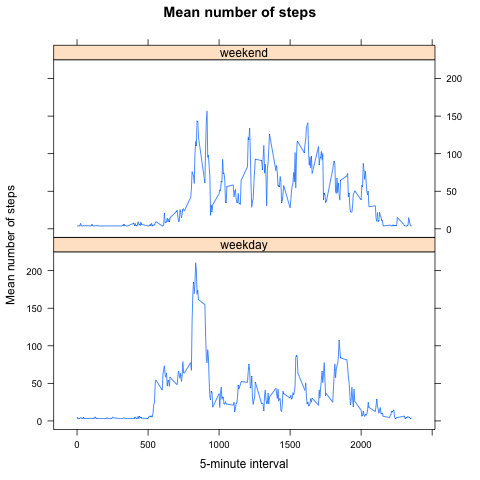 Mean number of steps
weekend
200
150
100
50
0
Mean number of steps
weekday
200
150
100
50
0
0 500 1000 1500 2000
5-minute interval